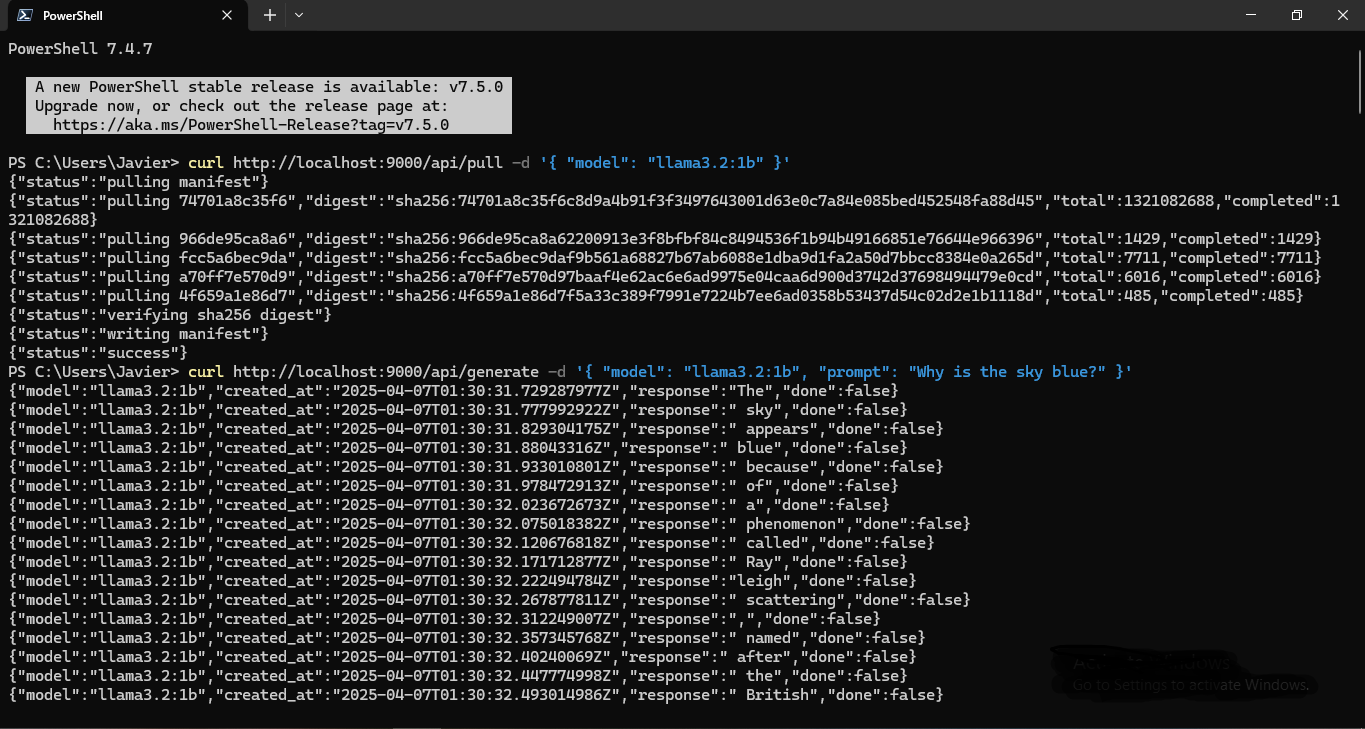 PowerShell
PowerShell 7.4.7
A new PowerShell stable release is available: v7.5.0
Upgrade now, or check out the release page at:
https://aka.ms/PowerShell-Release?tag=v7.5.0
PS C:\Users\Javier> curl http://localhost:9000/api/pull -d '{ "model": "llama3.2:1b" }'
{"status":"pulling manifest"}
{"status":"pulling 74701a8c35f6","digest":"sha256:74701a8c35f6c8d9a4b91f3f3497643001d63e0c7a84e085bed452548fa88d45","total":1321082688,"completed":1
321082688}
{"status":"pulling 966de95ca8a6","digest":"sha256:966de95ca8a62200913e3f8bfbf84c8494536f1b94b49166851e76644e966396","total":1429,"completed":1429}
{"status":"pulling fcc5a6bec9da","digest":"sha256:fcc5a6bec9daf9b561a68827b67ab6088e1dba9d1fa2a50d7bbcc8384e0a265d","total":7711,"completed":7711}
{"status":"pulling a70ff7e570d9","digest":"sha256:a70ff7e570d97baaf4e62ac6e6ad9975e04caa6d900d3742d37698494479e0cd","total":6016,"completed":6016}
{"status":"pulling 4f659a1e86d7","digest":"sha256:4f659a1e86d7f5a33c389f7991e7224b7ee6ad0358b53437d54c02d2e1b1118d","total":485,"completed":485}
{"status":"verifying sha256 digest"}
{"status":"writing manifest"}
{"status":"success"}
PS C:\Users\Javier> curl http://localhost:9000/api/generate -d '{ "model": "llama3.2:1b", "prompt": "Why is the sky blue?" }'
{"model":"llama3.2:1b","created_at":"2025-04-07T01:30:31.729287977Z","response":"The","done":false}
{"model":"llama3.2:1b","created_at":"2025-04-07T01:30:31.777992922Z","response":" sky","done":false}
{"model":"llama3.2:1b","created_at":"2025-04-07T01:30:31.829304175Z","response":" appears","done":false}
{"model":"llama3.2:1b","created_at":"2025-04-07T01:30:31.88043316Z","response":" blue","done":false}
{"model":"llama3.2:1b","created_at":"2025-04-07T01:30:31.933010801Z","response":" because","done":false}
{"model":"llama3.2:1b","created_at":"2025-04-07T01:30:31.978472913Z","response":" of","done":false}
{"model":"llama3.2:1b","created_at":"2025-04-07T01:30:32.023672673Z","response":" a","done":false}
{"model":"llama3.2:1b","created_at":"2025-04-07T01:30:32.075018382Z","response":" phenomenon","done":false}
{"model":"llama3.2:1b","created_at":"2025-04-07T01:30:32.120676818Z","response":" called","done":false}
{"model":"llama3.2:1b","created_at":"2025-04-07T01:30:32.171712877Z","response":" Ray","done":false}
{"model":"llama3.2:1b","created_at":"2025-04-07T01:30:32.222494784Z","response":"leigh","done":false}
{"model":"llama3.2:1b","created_at":"2025-04-07T01:30:32.267877811Z","response":" scattering","done":false}
{"model":"llama3.2:1b","created_at":"2025-04-07T01:30:32.312249007Z","response":",","done":false}
{"model":"llama3.2:1b","created_at":"2025-04-07T01:30:32.357345768Z","response":" named","done":false}
{"model":"llama3.2:1b","created_at":"2025-04-07T01:30:32.40240069Z","response":" after","done":false}
{"model":"llama3.2:1b","created_at":"2025-04-07T01:30:32.447774998Z","response":" the","done":false}
{"model":"llama3.2:1b","created_at":"2025-04-07T01:30:32.493014986Z","response":" British","done":false}
Go to Settings to activate Windows.